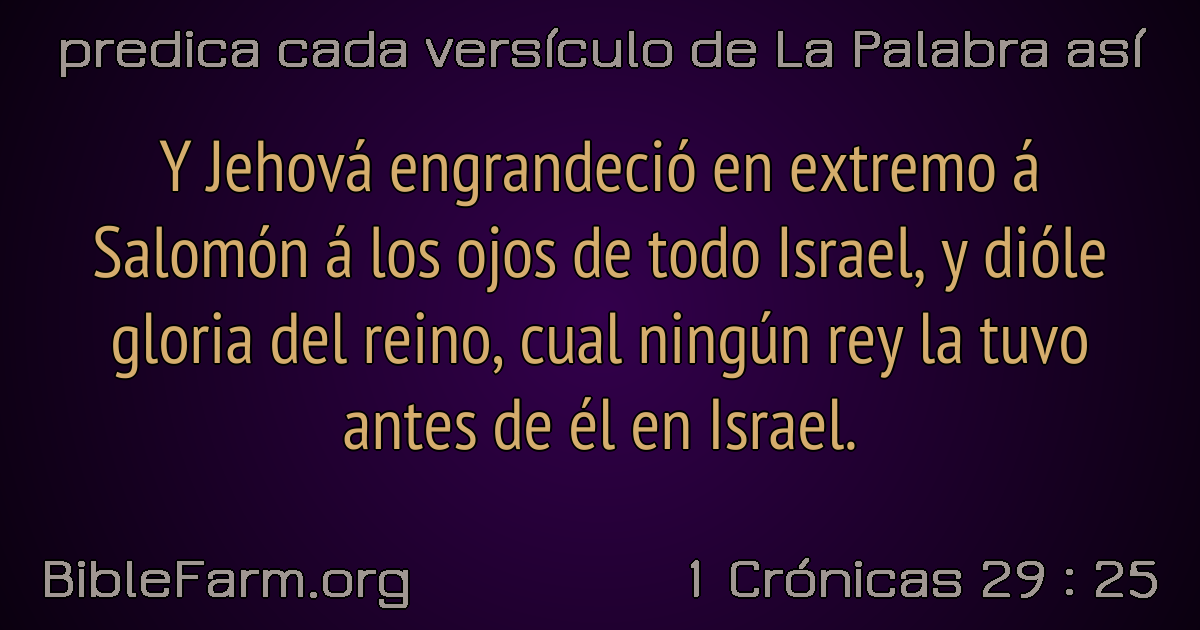 predica cada versículo de La Palabra así
Y Jehová engrandeció en extremo á
Salomón á los ojos de todo Israel, y dióle
gloria del reino, cual ningún rey la tuvo
antes de él en Israel.
BibleFarm.org
1 Crónicas 29 : 25